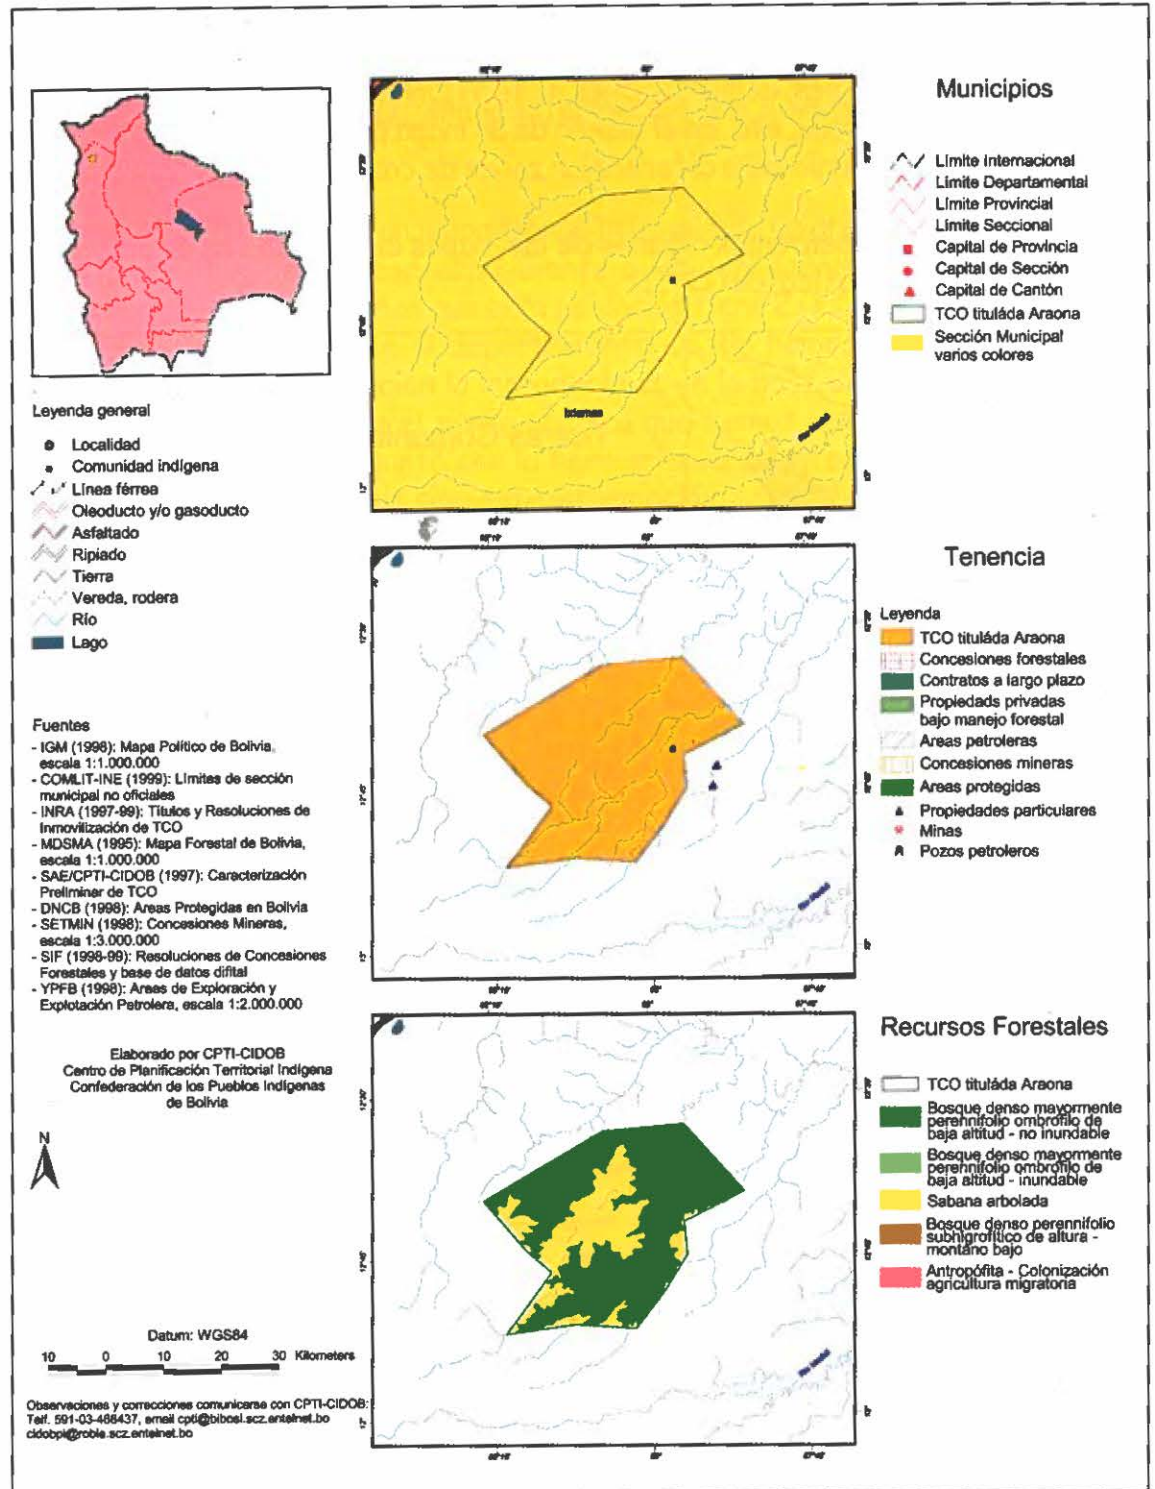 Leyenda general
Localidad
Comunidad indígena
Línea férrea
Oleoducto y/o gasoducto
Asfaltado
Ripiado
Tierra
Vereda, rodera
Río
Lago
Fuentes
- IGM (1998): Mapa Político de Bolivia,
escala 1:1.000.000
- COMLIT-INE (1999): Límites de sección
municipal no oficiales
- INRA (1997-99): Títulos y Resoluciones de
Inmovilización de TCO
- MDSMA (1995): Mapa Forestal de Bolivia,
escala 1:1.000.000
- SAE/CPTI-CIDOB (1997): Caracterización
Preliminar de TCO
- DNCB (1998): Areas Protegidas en Bolivia
- SETMIN (1998): Concesiones Mineras,
escala 1:3.000.000
- SIF (1998-99): Resoluciones de Concesiones
Forestales y base de datos difital
- YPFB (1998): Areas de Exploración y
Explotación Petrolera, escala 1:2.000.000
Elaborado por CPTI-CIDOB
Centro de Planificación Territorial Indígena
Confederación de los Pueblos Indígenas
de Bolivia
N
Datum: WGS84
10 0 10 20 30 Kilometers
Observaciones y correcciones comunicarse con CPTI-CIDOB:
Telf. 591-03-468437, email cpti@bibosi.scz.entelnet.bo
cidobpi@roble.scz.entelnet.bo
Ixiamas
Municipios
Límite Internacional
Límite Departamental
Límite Provincial
Límite Seccional
Capital de Provincia
Capital de Sección
Capital de Cantón
TCO tituláda Araona
Sección Municipal
varios colores
Tenencia
Leyenda
TCO tituláda Araona
Concesiones forestales
Contratos a largo plazo
Propiedads privadas
bajo manejo forestal
Areas petroleras
Concesiones mineras
Areas protegidas
Propiedades particulares
Minas
Pozos petroleros
Recursos Forestales
TCO tituláda Araona
Bosque denso mayormente
perennifolio ombrofilo de
baja altitud - no inundable
Bosque denso mayormente
perennifolio ombrofilo de
baja altitud - inundable
Sabana arbolada
Bosque denso perennifolio
subhigrofítico de altura -
montano bajo
Antropófita - Colonización
agricultura migratoria